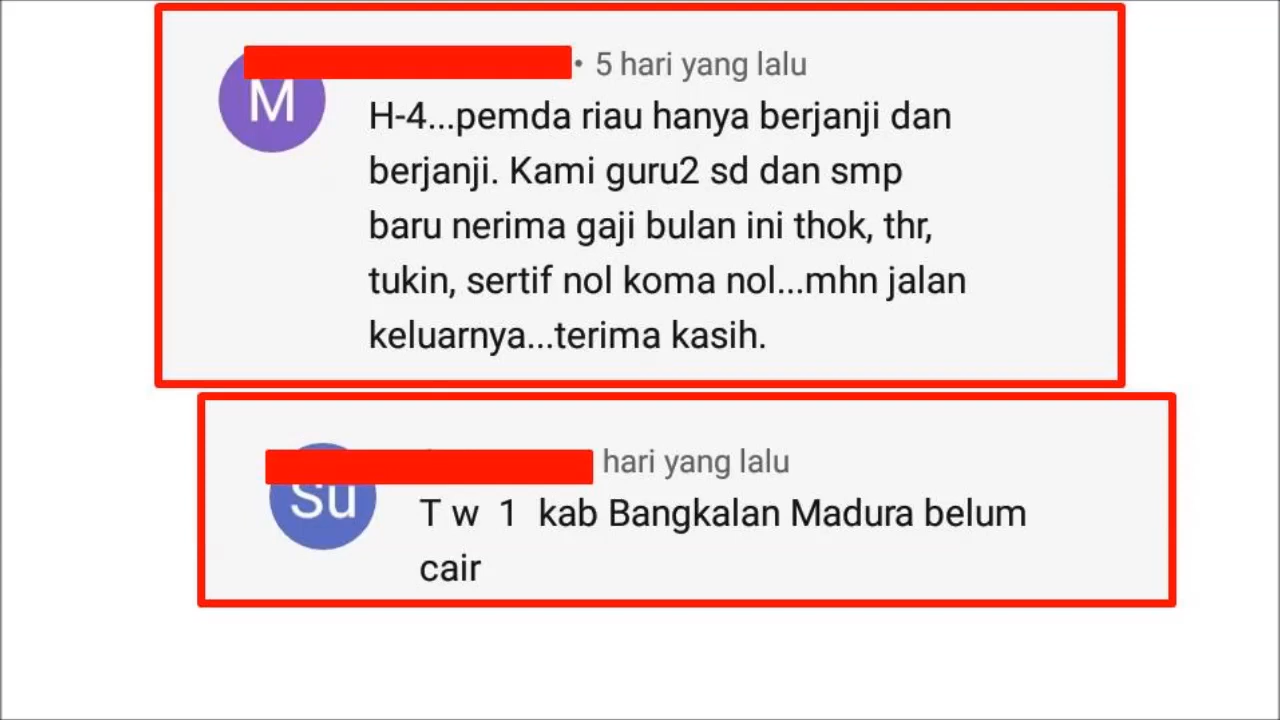 M
• 5 hari yang lalu
H-4...pemda riau hanya berjanji dan
berjanji. Kami guru2 sd dan smp
baru nerima gaji bulan ini thok, thr,
tukin, sertif nol koma nol...mhn jalan
keluarnya...terima kasih.
Su
hari yang lalu
T w 1 kab Bangkalan Madura belum
cair